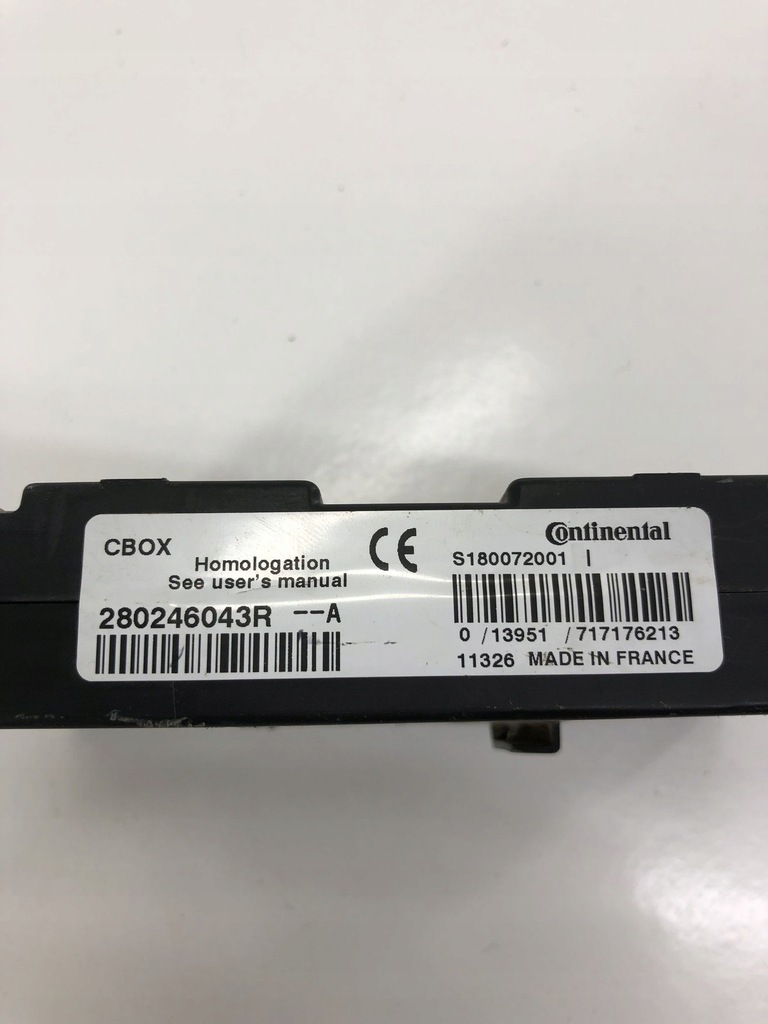 CBOX
Homologation
See user's manual
280246043R --A
CE
Continental
S180072001 I
0 /13951 /717176213
11326 MADE IN FRANCE